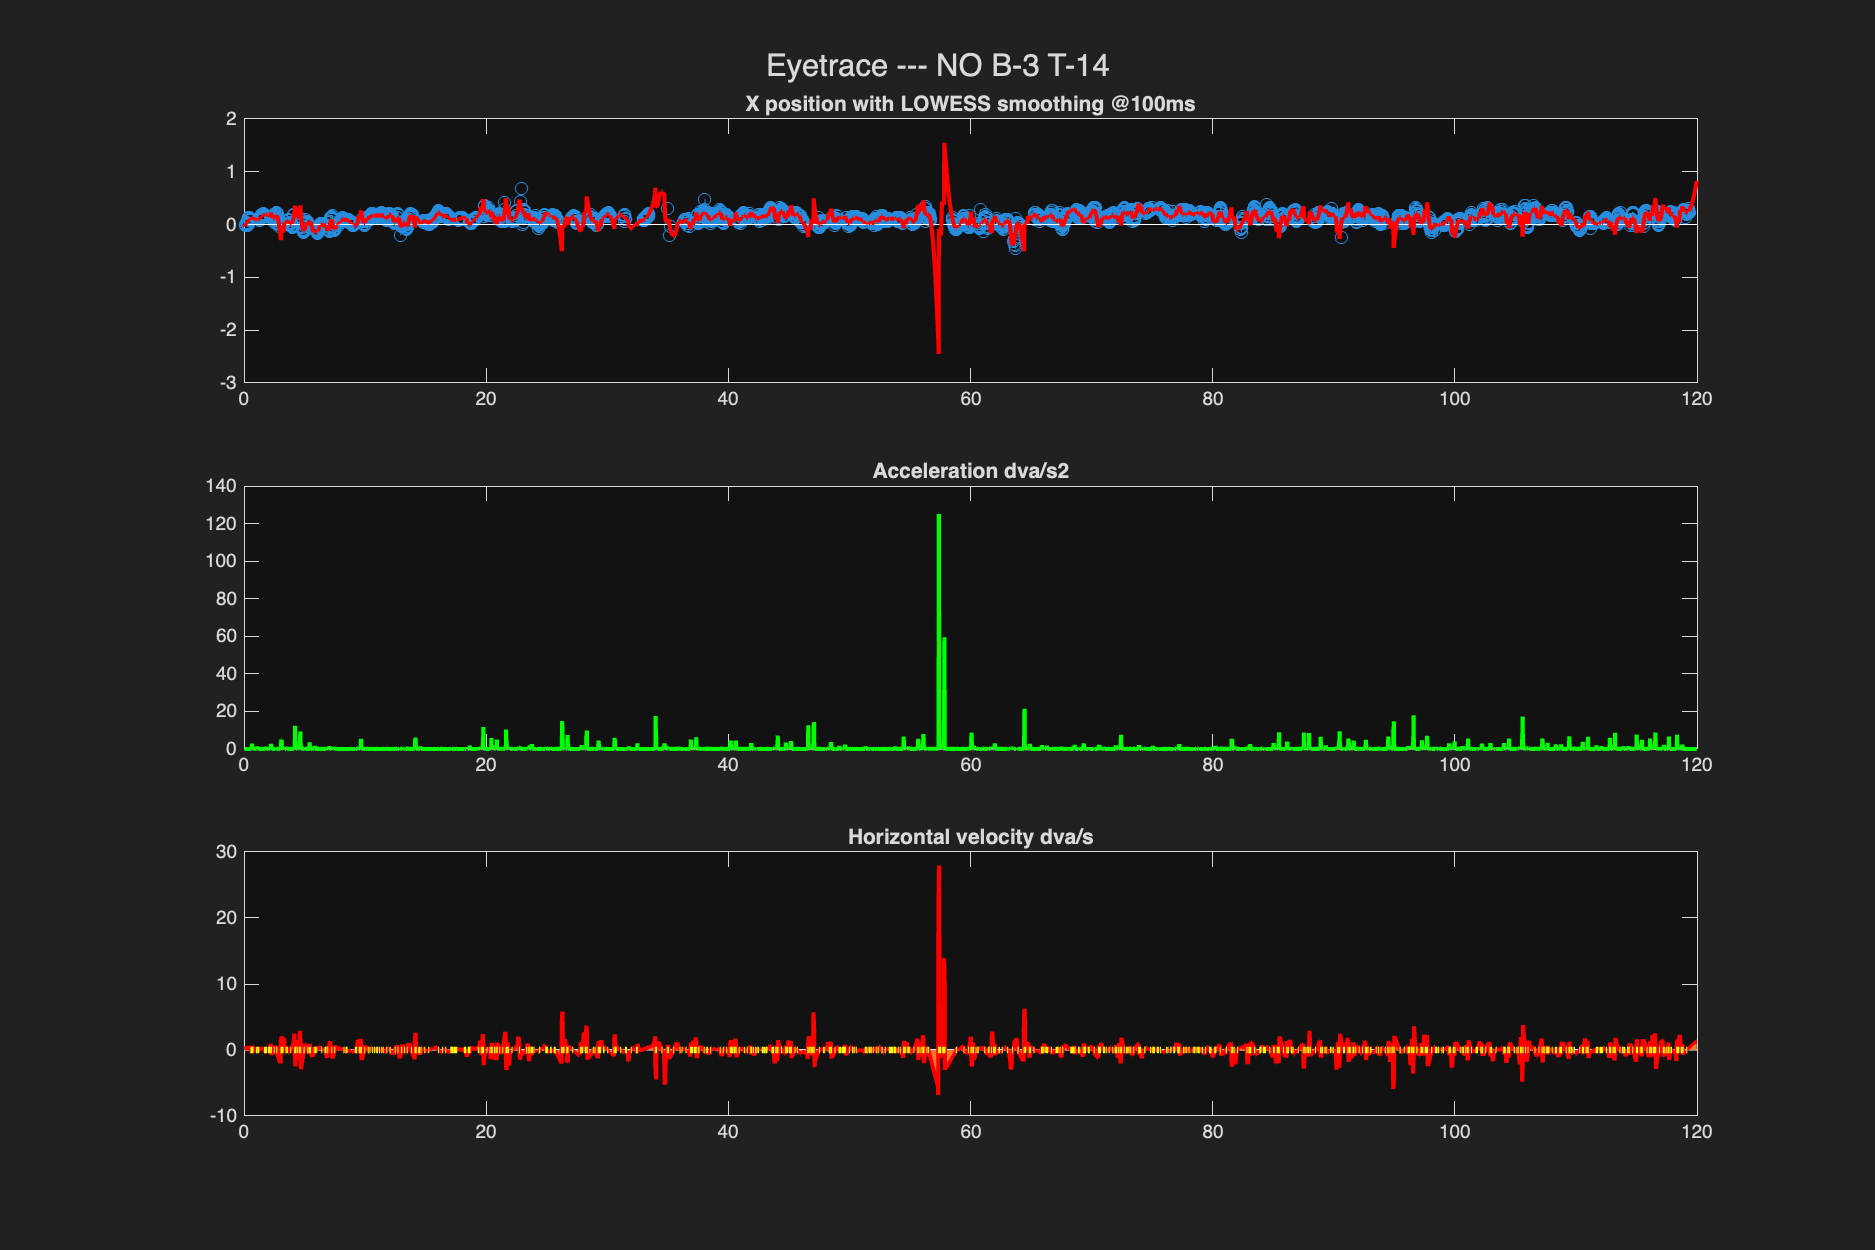 Eyetrace --- NO B-3 T-14
X position with LOWESS smoothing @100ms
2
1
0
-1
-2
-3
0 20 40 60 80 100 120
Acceleration dva/s2
140
120
100
80
60
40
20
0
0 20 40 60 80 100 120
Horizontal velocity dva/s
30
20
10
0
-10
0 20 40 60 80 100 120